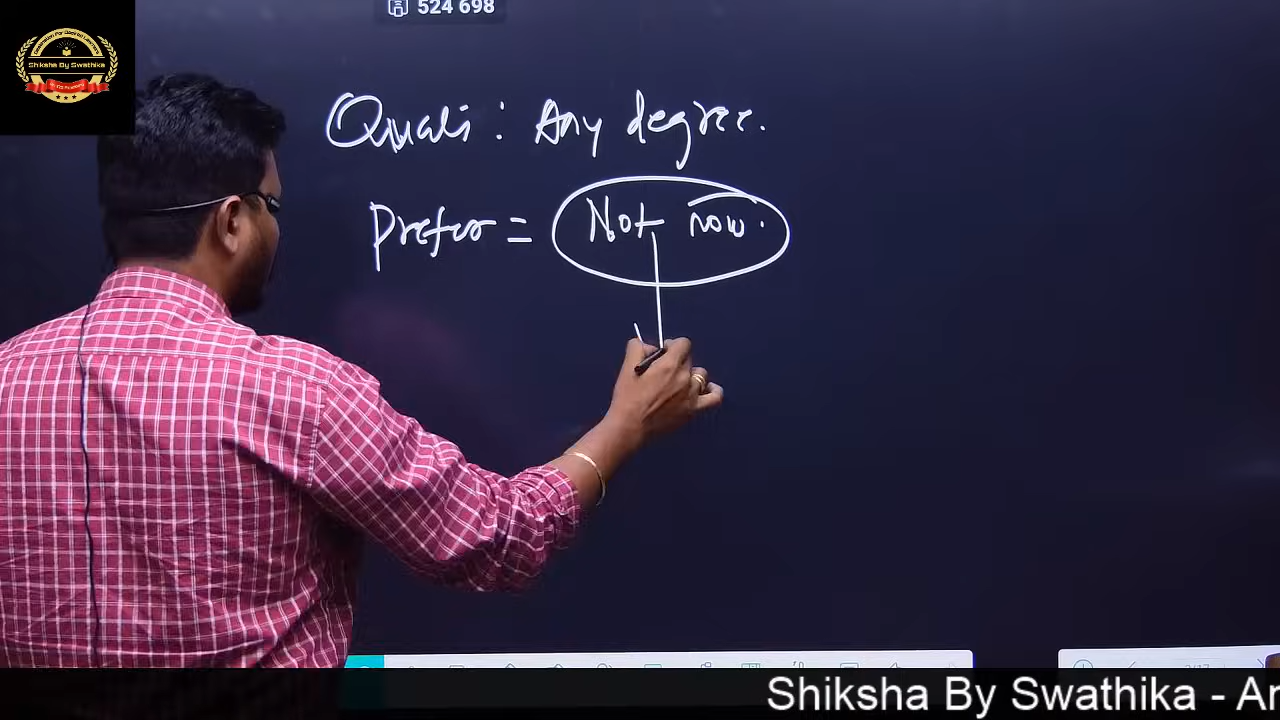 524 698
Shiksha By Swathika
Quali : Any degree.
Prefer = Not now.
Shiksha By Swathika - Ar